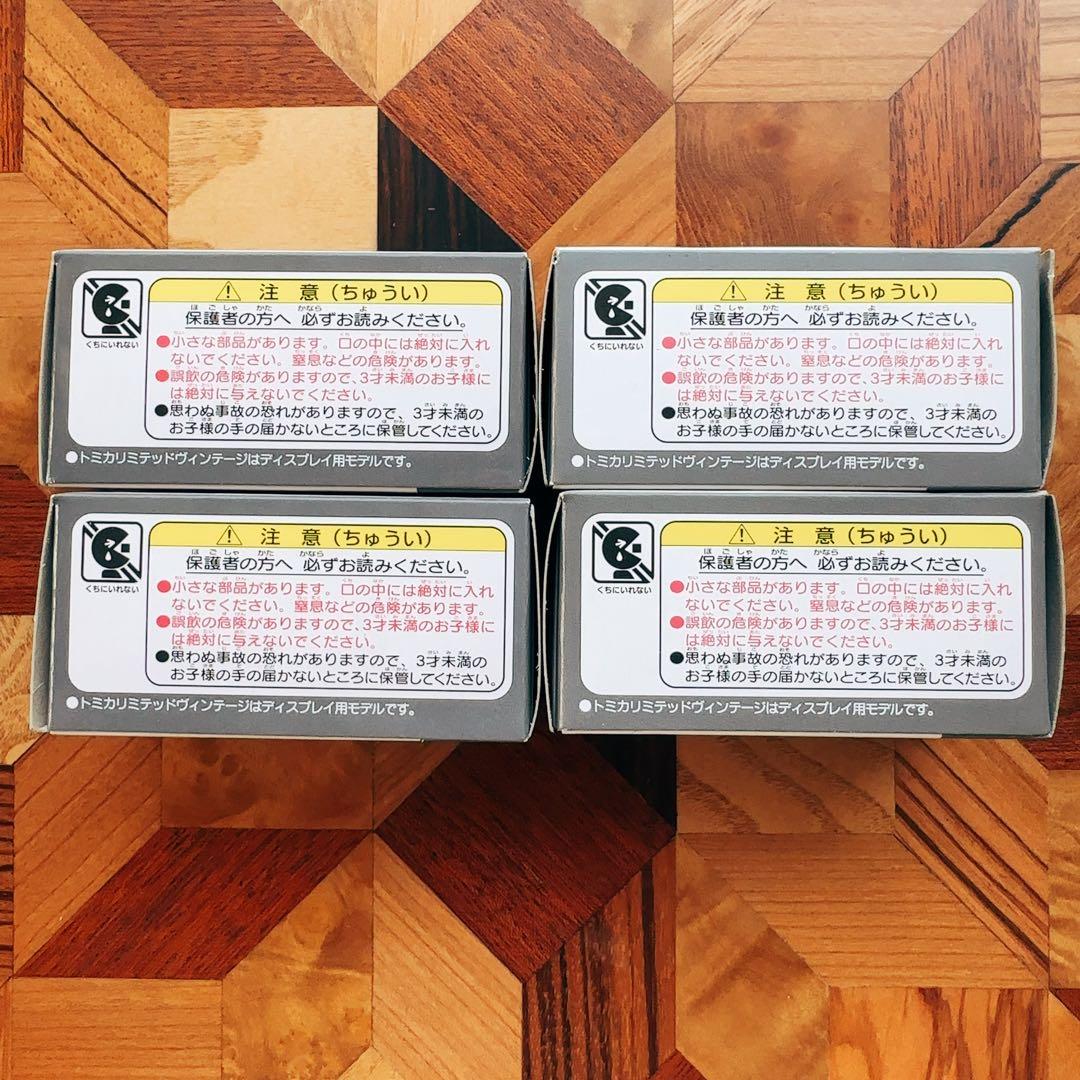 注意(ちゅうい)
保護者の方へ 必ずお読みください。
●小さな部品があります。口の中には絶対に入れ
ないでください。窒息などの危険があります。
●誤飲の危険がありますので、3才未満のお子様に
は絶対に与えないでください。
●思わぬ事故の恐れがありますので、3才未満の
お子様の手の届かないところに保管してください。
くちにいれない
●トミカリミテッドヴィンテージはディスプレイ用モデルです。
注意(ちゅうい)
保護者の方へ 必ずお読みください。
●小さな部品があります。口の中には絶対に入れ
ないでください。窒息などの危険があります。
●誤飲の危険がありますので、3才未満のお子様に
は絶対に与えないでください。
●思わぬ事故の恐れがありますので、3才未満の
お子様の手の届かないところに保管してください。
くちにいれない
●トミカリミテッドヴィンテージはディスプレイ用モデルです。
注意(ちゅうい)
保護者の方へ 必ずお読みください。
●小さな部品があります。口の中には絶対に入れ
ないでください。窒息などの危険があります。
●誤飲の危険がありますので、3才未満のお子様に
は絶対に与えないでください。
●思わぬ事故の恐れがありますので、3才未満の
お子様の手の届かないところに保管してください。
くちにいれない
●トミカリミテッドヴィンテージはディスプレイ用モデルです。
注意(ちゅうい)
保護者の方へ 必ずお読みください。
●小さな部品があります。口の中には絶対に入れ
ないでください。窒息などの危険があります。
●誤飲の危険がありますので、3才未満のお子様に
は絶対に与えないでください。
●思わぬ事故の恐れがありますので、3才未満の
お子様の手の届かないところに保管してください。
くちにいれない
●トミカリミテッドヴィンテージはディスプレイ用モデルです。